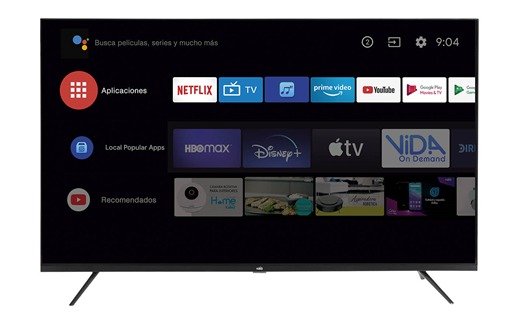 Busca películas, series y mucho más
2
9:04
Aplicaciones
NETFLIX
TV
prime video
YouTube
Google Play
Movies & TV
Local Popular Apps
HBOmax
Disney+
tv
ViDA
On Demand
DIR
Recomendados
Home